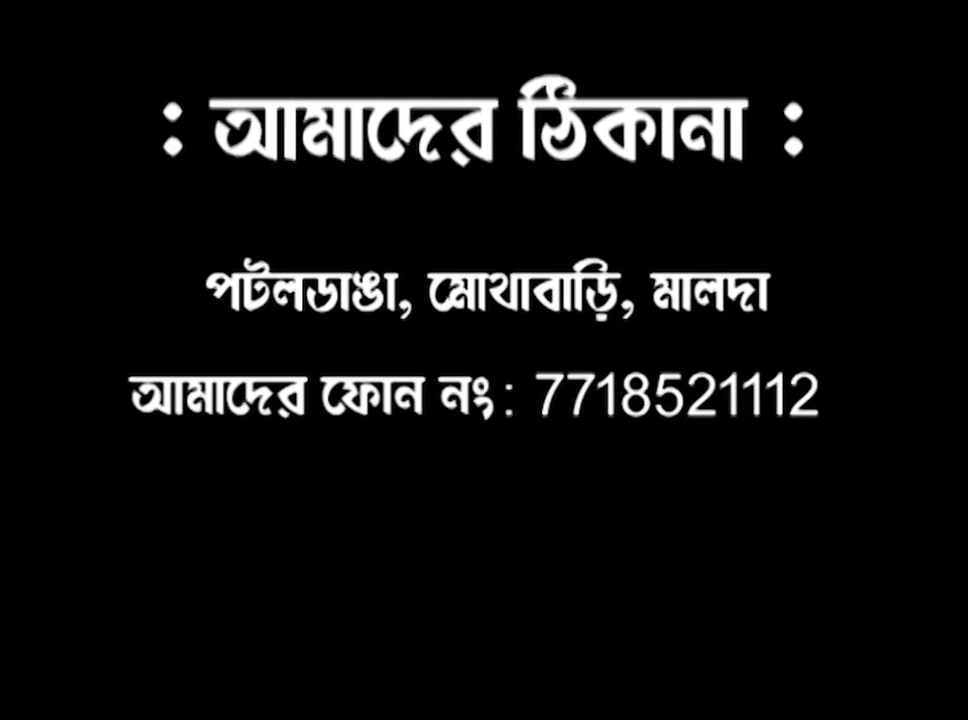 : আমাদের ঠিকানা :
পটলডাঙা, মোথাবাড়ি, মালদা
আমাদের ফোন নং : 7718521112